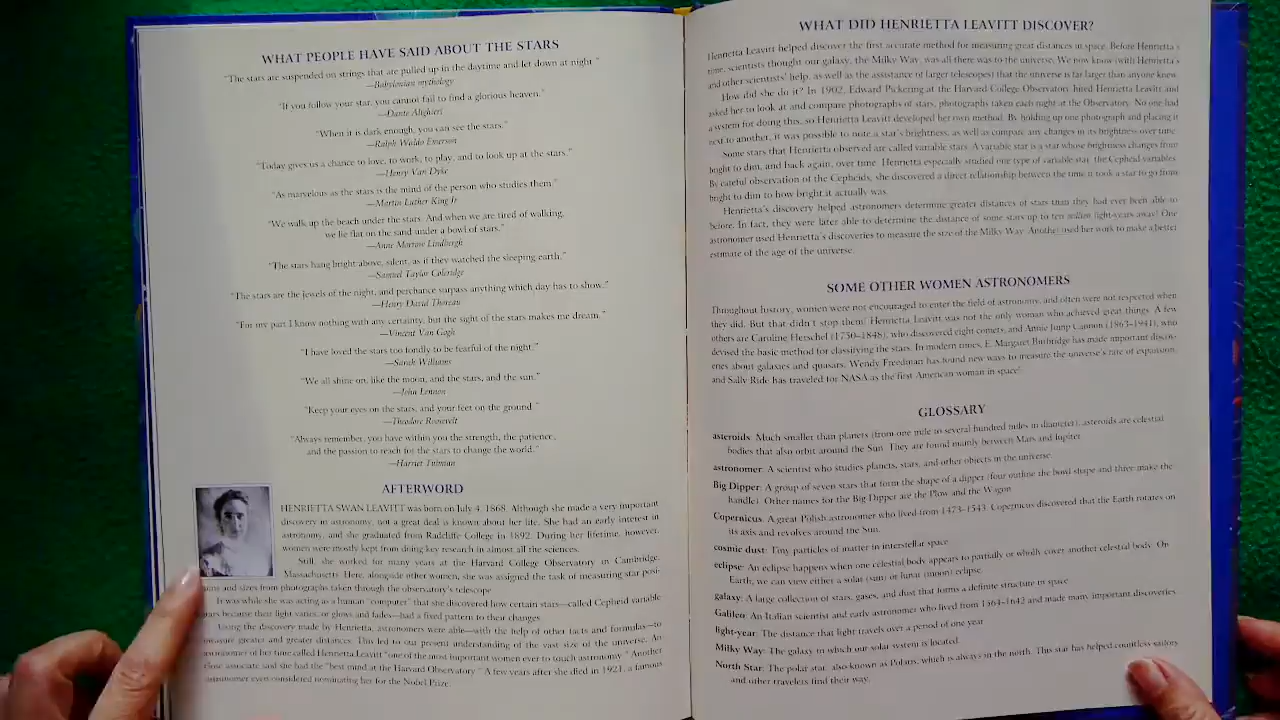 WHAT PEOPLE HAVE SAID ABOUT THE STARS
"The stars are suspended on strings that are pulled up in the daytime and let down at night."
—Babylonian mythology
"If you follow your star, you cannot fail to find a glorious heaven."
—Dante Alighieri
"When it is dark enough, you can see the stars."
—Ralph Waldo Emerson
"Today gives us a chance to love, to work, to play, and to look up at the stars."
—Henry Van Dyke
"As marvelous as the stars is the mind of the person who studies them."
—Martin Luther King Jr.
"We walk up the beach under the stars. And when we are tired of walking,
we lie flat on the sand under a bowl of stars."
—Anne Morrow Lindbergh
"The stars hang bright above, silent, as if they watched the sleeping earth."
—Samuel Taylor Coleridge
"The stars are the jewels of the night, and perchance surpass anything which day has to show."
—Henry David Thoreau
"For my part I know nothing with any certainty, but the sight of the stars makes me dream."
—Vincent Van Gogh
"I have loved the stars too fondly to be fearful of the night."
—Sarah Williams
"We all shine on, like the moon, and the stars, and the sun."
—John Lennon
"Keep your eyes on the stars, and your feet on the ground."
—Theodore Roosevelt
"Always remember, you have within you the strength, the patience,
and the passion to reach for the stars to change the world."
—Harriet Tubman
AFTERWORD
HENRIETTA SWAN LEAVITT was born on July 4, 1868. Although she made a very important
discovery in astronomy, not a great deal is known about her life. She had an early interest in
astronomy, and she graduated from Radcliffe College in 1892. During her lifetime, however,
women were mostly kept from doing key research in almost all the sciences.
Still, she worked for many years at the Harvard College Observatory in Cambridge,
Massachusetts. Here, alongside other women, she was assigned the task of measuring star posi-
and sizes from photographs taken through the observatory's telescope.
It was while she was acting as a human "computer" that she discovered how certain stars—called Cepheid variable
stars because their light varies, or glows and fades—had a fixed pattern to their changes.
Using the discovery made by Henrietta, astronomers were able—with the help of other facts and formulas—to
measure greater and greater distances. This led to our present understanding of the vast size of the universe. An
astronomer of her time called Henrietta Leavitt "one of the most important women ever to touch astronomy." Another
time associate said she had the "best mind at the Harvard Observatory." A few years after she died in 1921, a famous
astronomer even considered nominating her for the Nobel Prize.
WHAT DID HENRIETTA LEAVITT DISCOVER?
Henrietta Leavitt helped discover the first accurate method for measuring great distances in space. Before Henrietta's
time, scientists thought our galaxy, the Milky Way, was all there was to the universe. We now know (with Henrietta's
and other scientists' help, as well as the assistance of larger telescopes) that the universe is far larger than anyone knew.
How did she do it? In 1902, Edward Pickering at the Harvard College Observatory hired Henrietta Leavitt and
asked her to look at and compare photographs of stars, photographs taken each night at the Observatory. No one had
a system for doing this, so Henrietta Leavitt developed her own method. By holding up one photograph and placing it
next to another, it was possible to note a star's brightness, as well as compare any changes in its brightness over time.
Some stars that Henrietta observed are called variable stars. A variable star is a star whose brightness changes from
bright to dim, and back again, over time. Henrietta especially studied one type of variable star, the Cepheid variables.
By careful observation of the Cepheids, she discovered a direct relationship between the time it took a star to go from
bright to dim to how bright it actually was.
Henrietta's discovery helped astronomers determine greater distances of stars than they had ever been able to
before. In fact, they were later able to determine the distance of some stars up to ten million light-years away! One
astronomer used Henrietta's discoveries to measure the size of the Milky Way. Another used her work to make a better
estimate of the age of the universe.
SOME OTHER WOMEN ASTRONOMERS
Throughout history, women were not encouraged to enter the field of astronomy, and often were not respected when
they did. But that didn't stop them! Henrietta Leavitt was not the only woman who achieved great things. A few
others are Caroline Herschel (1750–1848), who discovered eight comets, and Annie Jump Cannon (1863–1941), who
devised the basic method for classifying the stars. In modern times, E. Margaret Burbidge has made important discov-
eries about galaxies and quasars. Wendy Freedman has found new ways to measure the universe's rate of expansion,
and Sally Ride has traveled for NASA as the first American woman in space!
GLOSSARY
asteroids: Much smaller than planets (from one mile to several hundred miles in diameter), asteroids are celestial
bodies that also orbit around the Sun. They are found mainly between Mars and Jupiter.
astronomer: A scientist who studies planets, stars, and other objects in the universe
Big Dipper: A group of seven stars that form the shape of a dipper (four outline the bowl shape and three make the
handle). Other names for the Big Dipper are the Plow and the Wagon.
Copernicus: A great Polish astronomer who lived from 1473–1543. Copernicus discovered that the Earth rotates on
its axis and revolves around the Sun.
cosmic dust: Tiny particles of matter in interstellar space
eclipse: An eclipse happens when one celestial body appears to partially or wholly cover another celestial body. On
Earth, we can view either a solar (sun) or lunar (moon) eclipse.
galaxy: A large collection of stars, gases, and dust that forms a definite structure in space
Galileo: An Italian scientist and early astronomer who lived from 1564–1642 and made many important discoveries
light-year: The distance that light travels over a period of one year
Milky Way: The galaxy in which our solar system is located.
North Star: The polar star, also known as Polaris, which is always in the north. This star has helped countless sailors
and other travelers find their way.